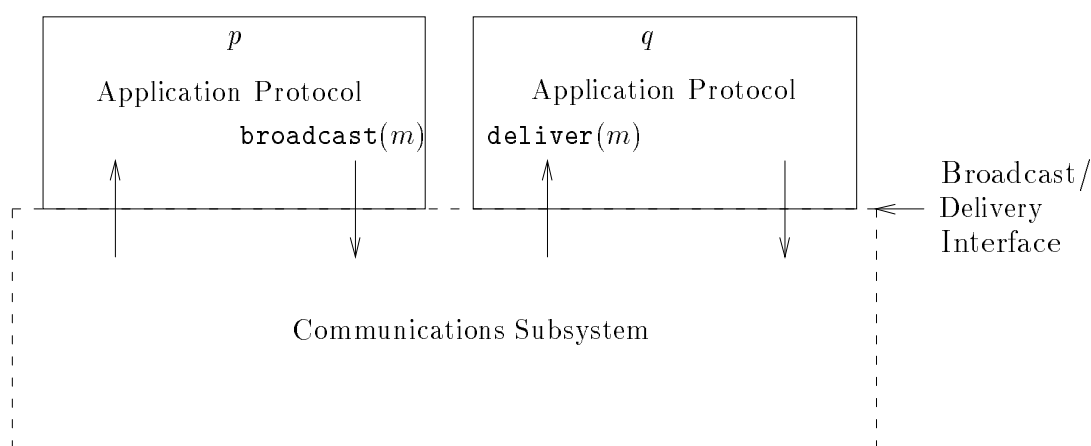 p
Application Protocol
broadcast(m)
q
Application Protocol
deliver(m)
Broadcast/
Delivery
Interface
Communications Subsystem